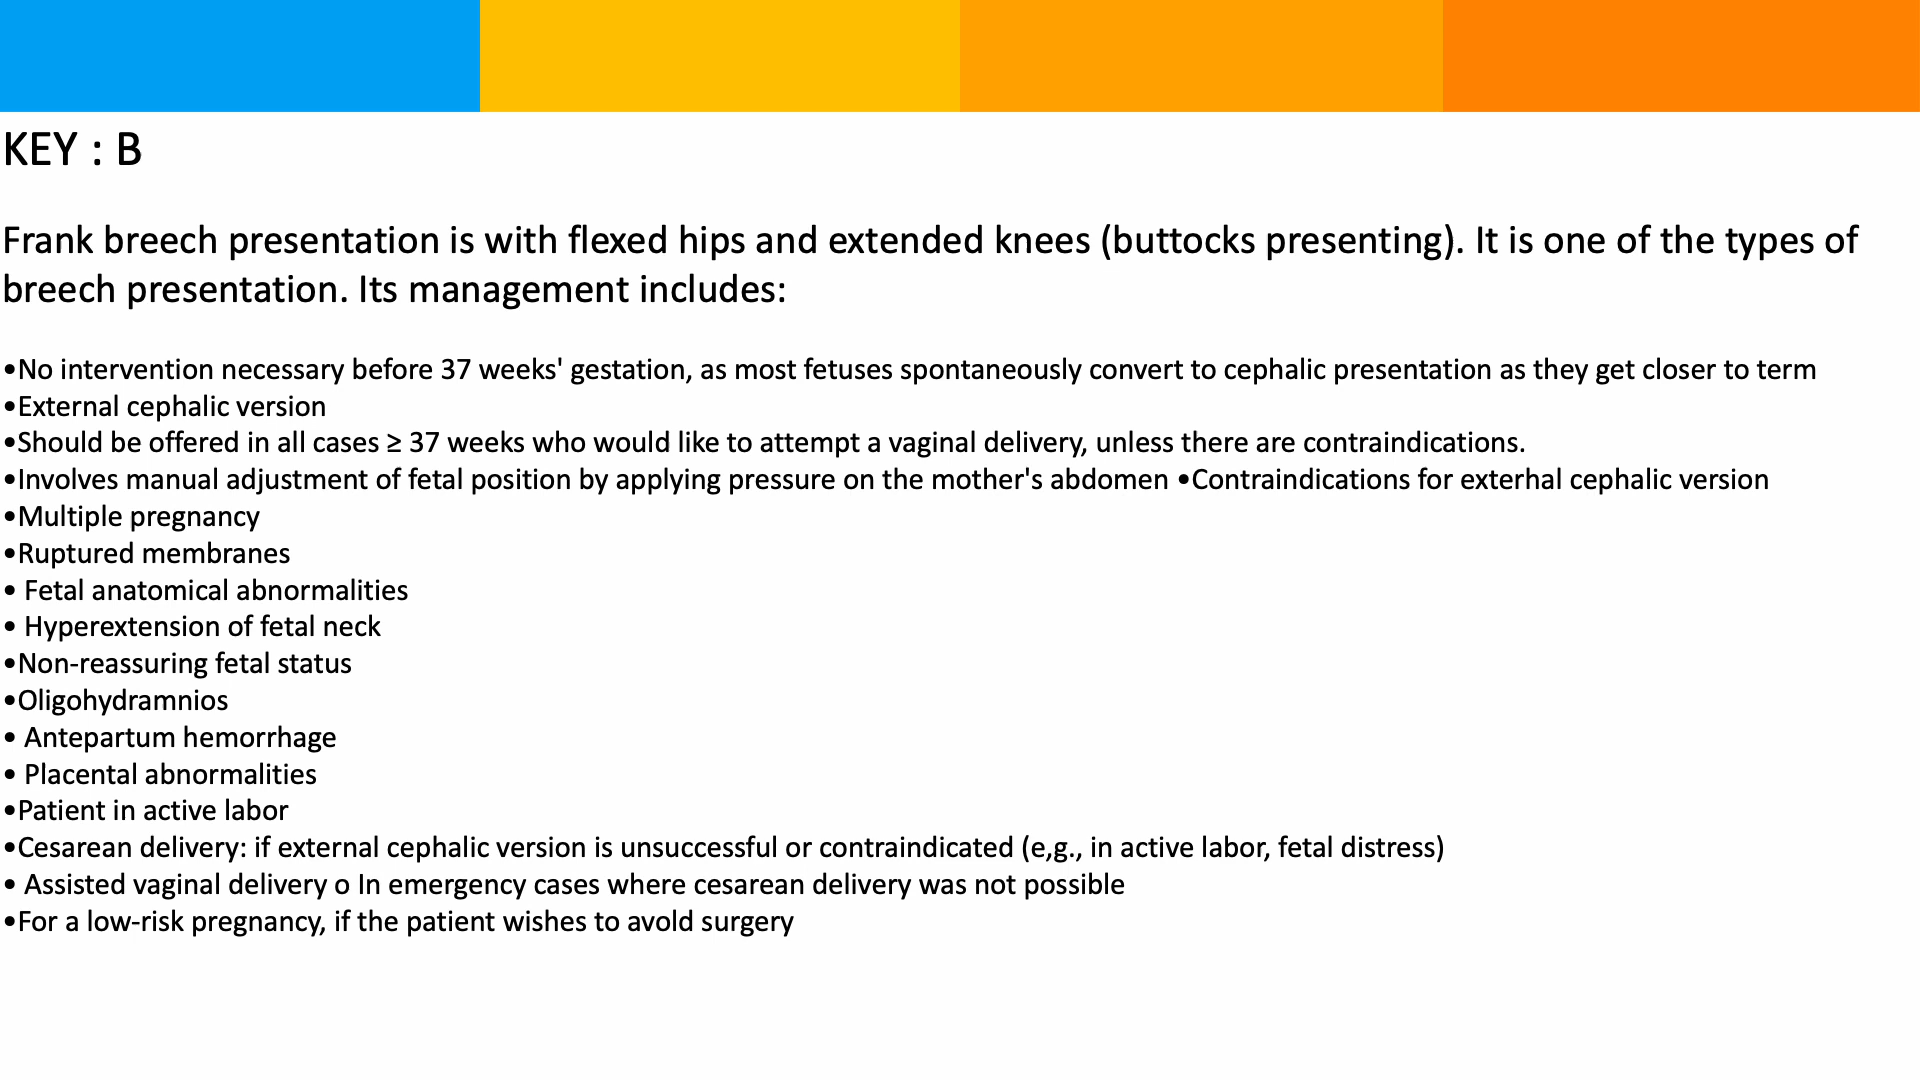 KEY : B
Frank breech presentation is with flexed hips and extended knees (buttocks presenting). It is one of the types of
breech presentation. Its management includes:
•No intervention necessary before 37 weeks' gestation, as most fetuses spontaneously convert to cephalic presentation as they get closer to term
•External cephalic version
•Should be offered in all cases ≥ 37 weeks who would like to attempt a vaginal delivery, unless there are contraindications.
•Involves manual adjustment of fetal position by applying pressure on the mother's abdomen •Contraindications for exterhal cephalic version
•Multiple pregnancy
•Ruptured membranes
• Fetal anatomical abnormalities
• Hyperextension of fetal neck
•Non-reassuring fetal status
•Oligohydramnios
• Antepartum hemorrhage
• Placental abnormalities
•Patient in active labor
•Cesarean delivery: if external cephalic version is unsuccessful or contraindicated (e,g., in active labor, fetal distress)
• Assisted vaginal delivery o In emergency cases where cesarean delivery was not possible
•For a low-risk pregnancy, if the patient wishes to avold surgery